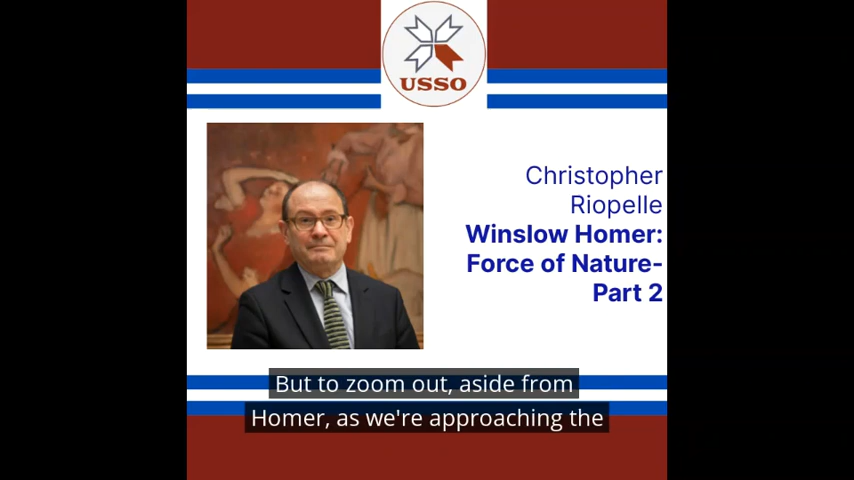 USSO
Christopher
Riopelle
Winslow Homer:
Force of Nature-
Part 2
But to zoom out, aside from
Homer, as we're approaching the